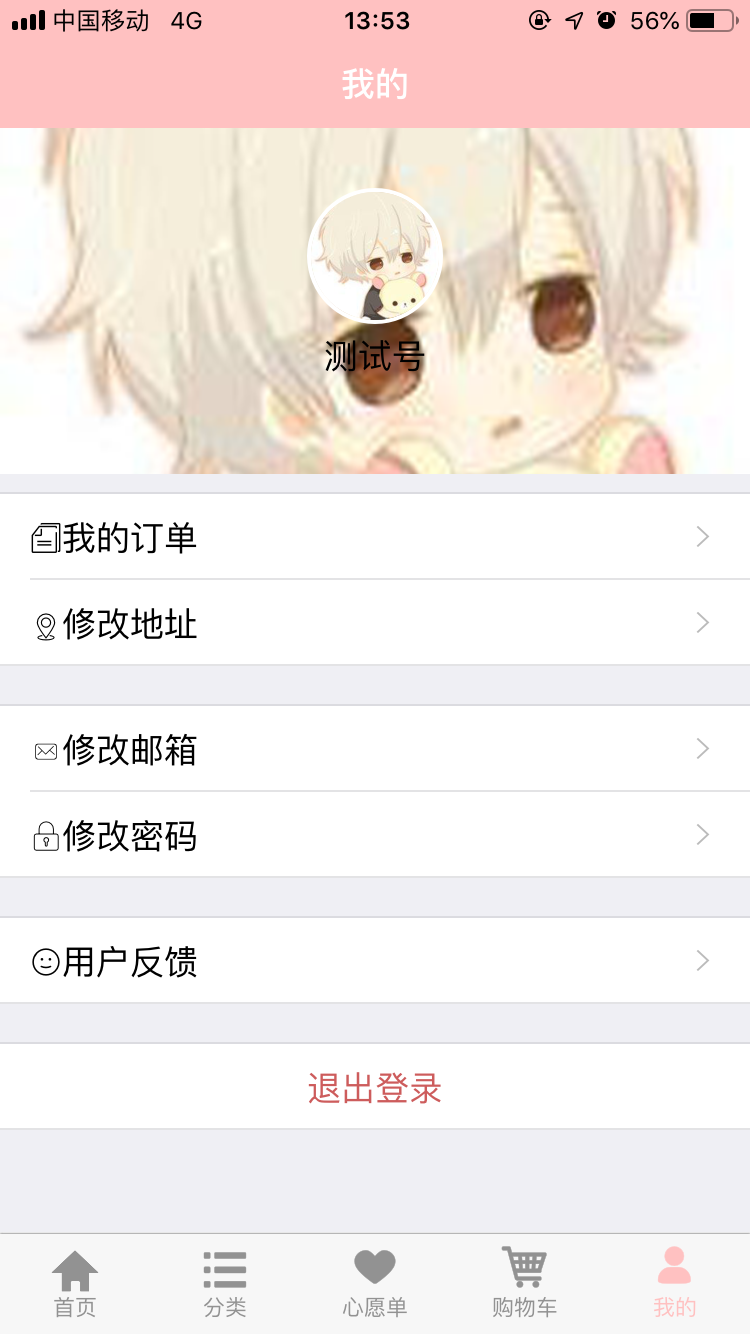 中国移动 4G 13:53 56%
我的
测试号
我的订单
修改地址
修改邮箱
修改密码
用户反馈
退出登录
首页 分类 心愿单 购物车 我的